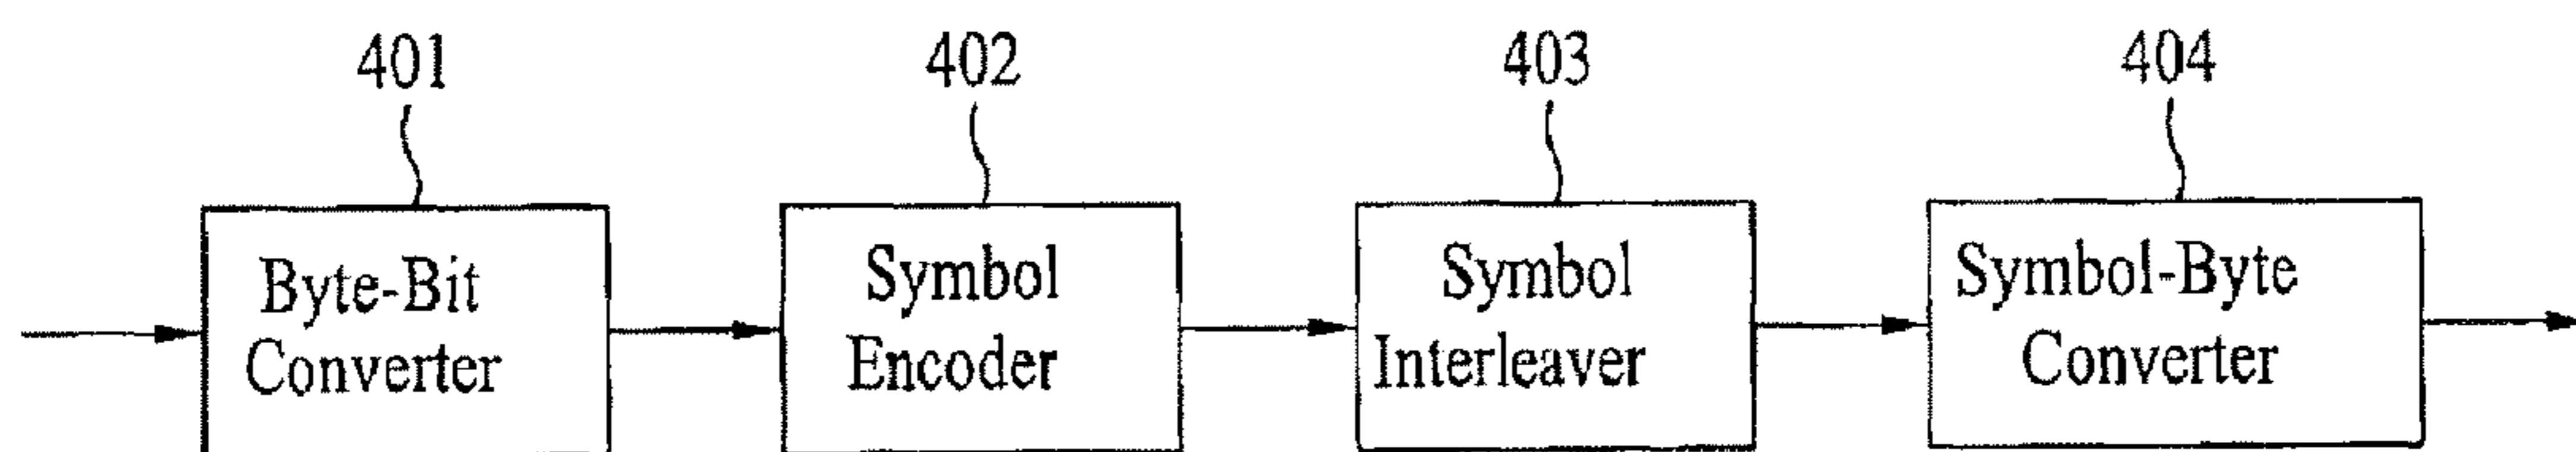 401
402
403
404
Byte-Bit
Converter
Symbol
Encoder
Symbol
Interleaver
Symbol-Byte
Converter